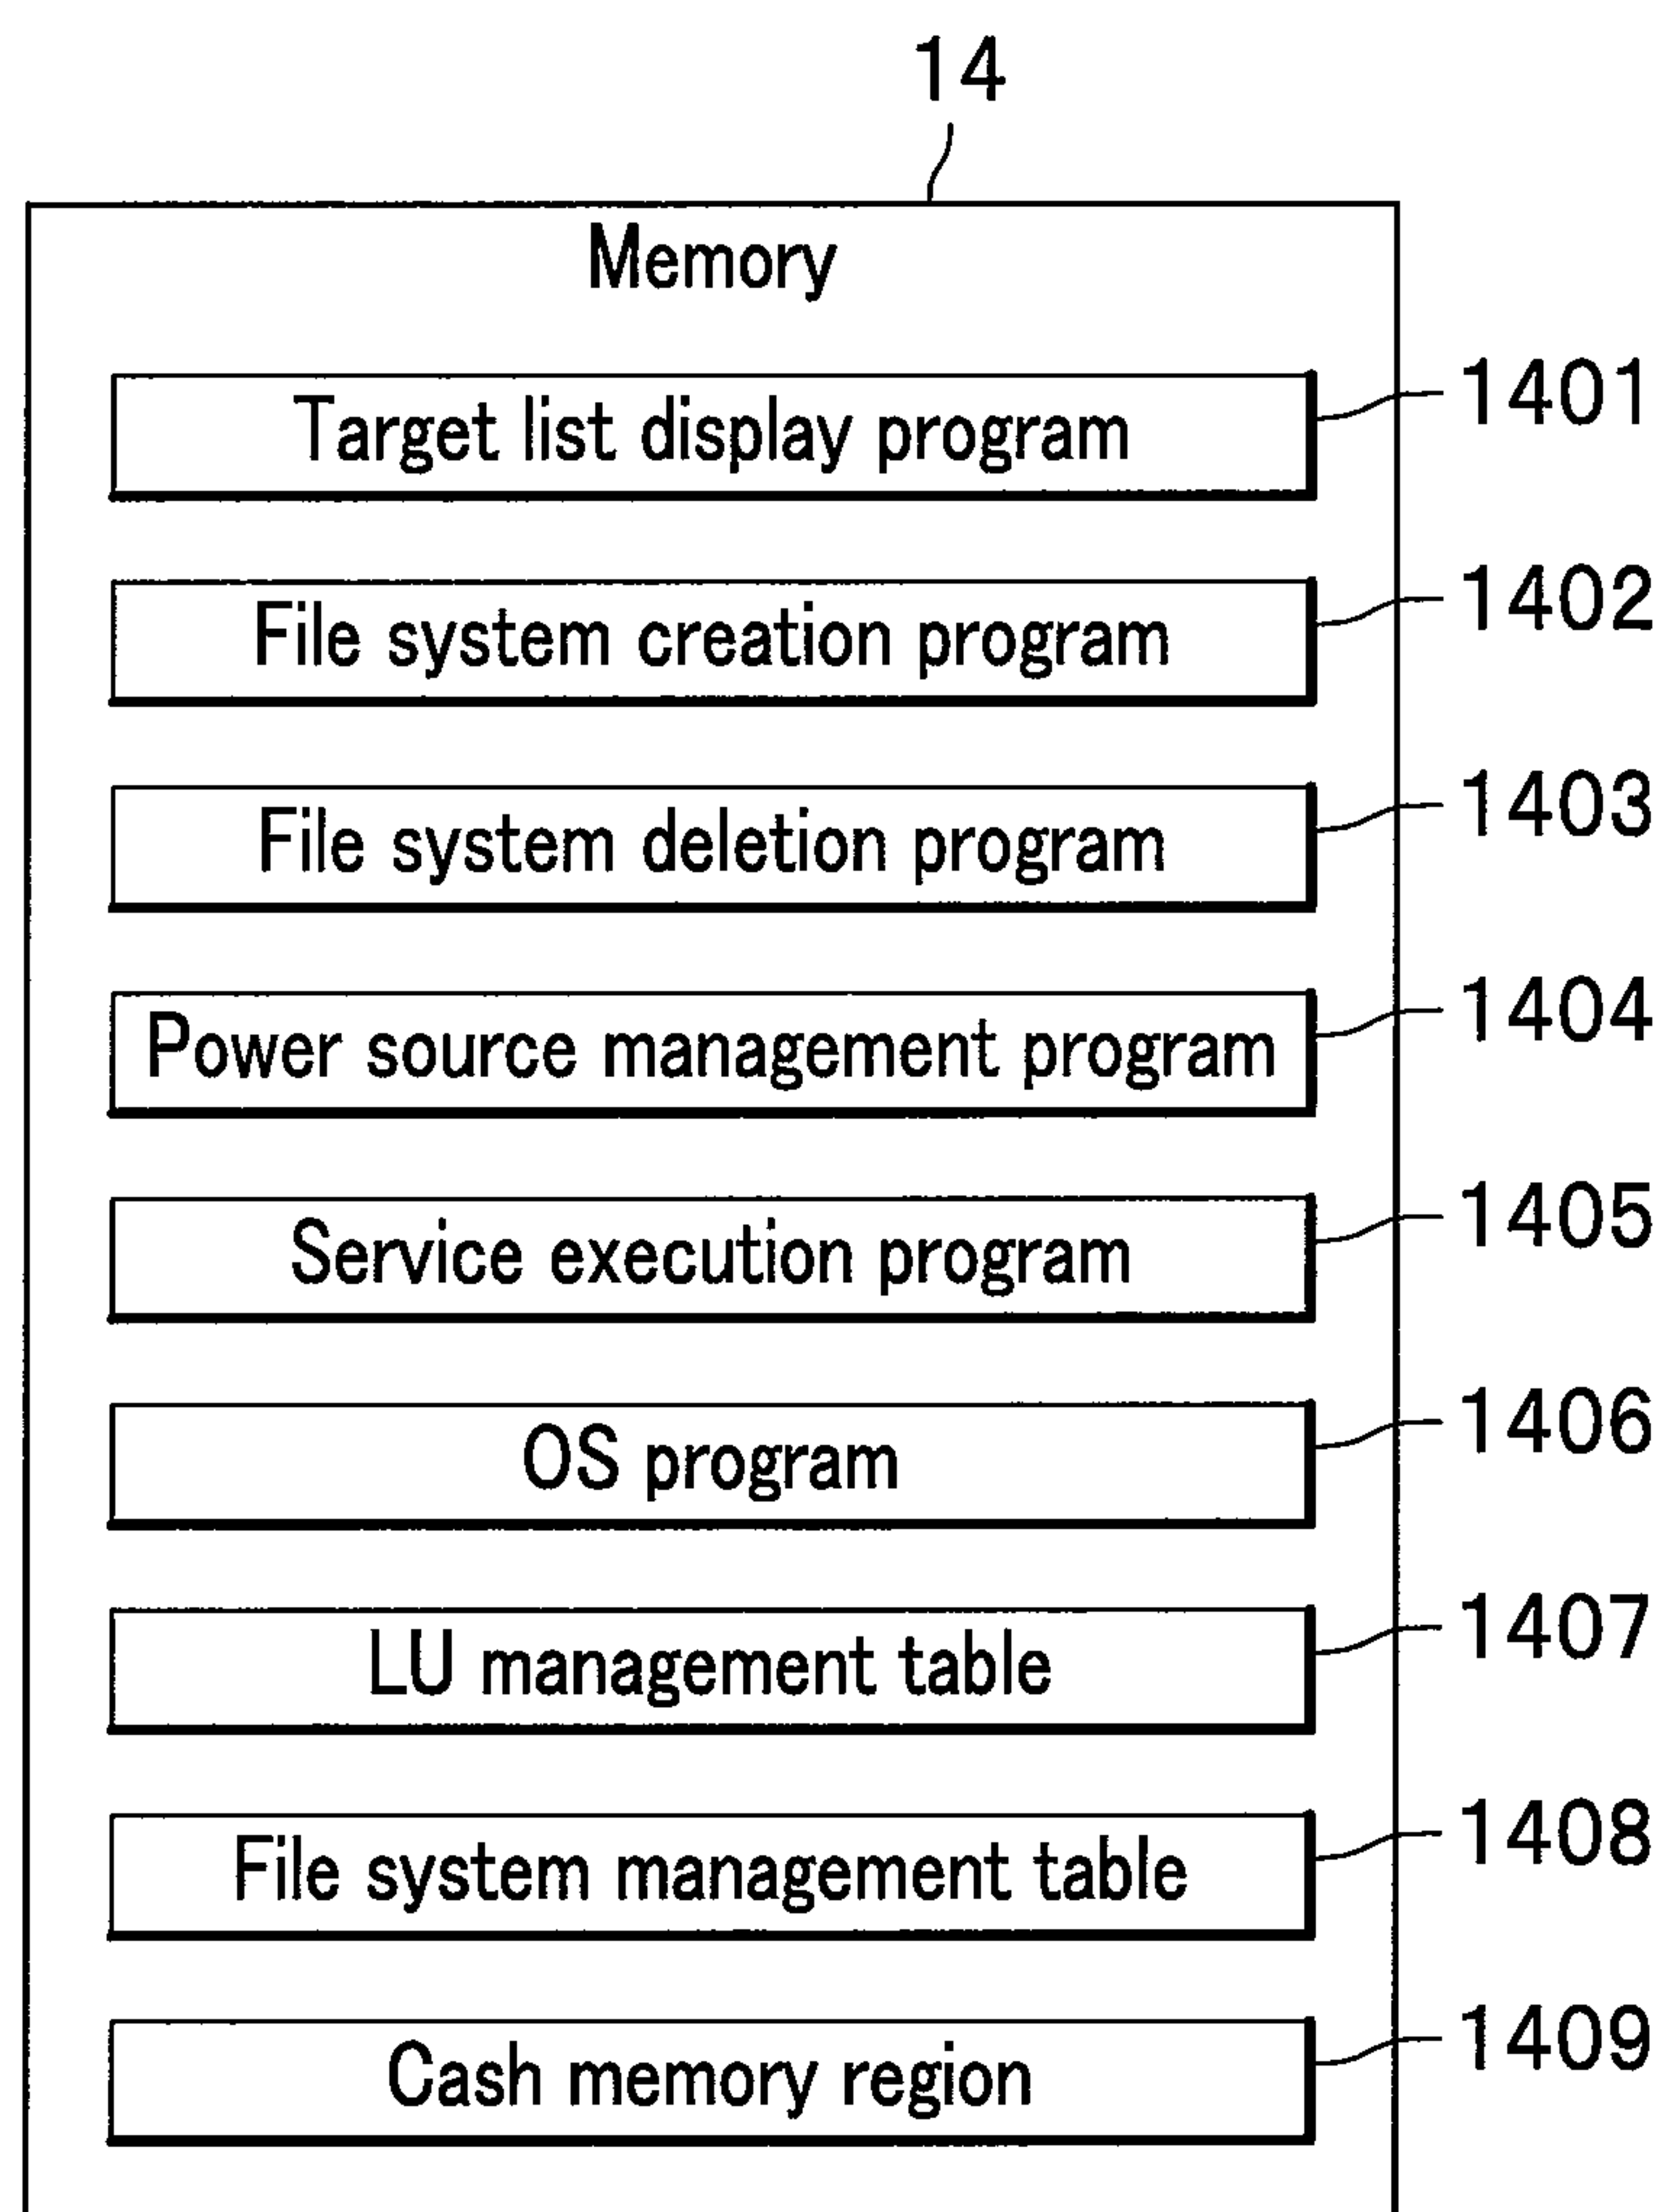 14
Memory
Target list display program 1401
File system creation program 1402
File system deletion program 1403
Power source management program 1404
Service execution program 1405
OS program 1406
LU management table 1407
File system management table 1408
Cash memory region 1409